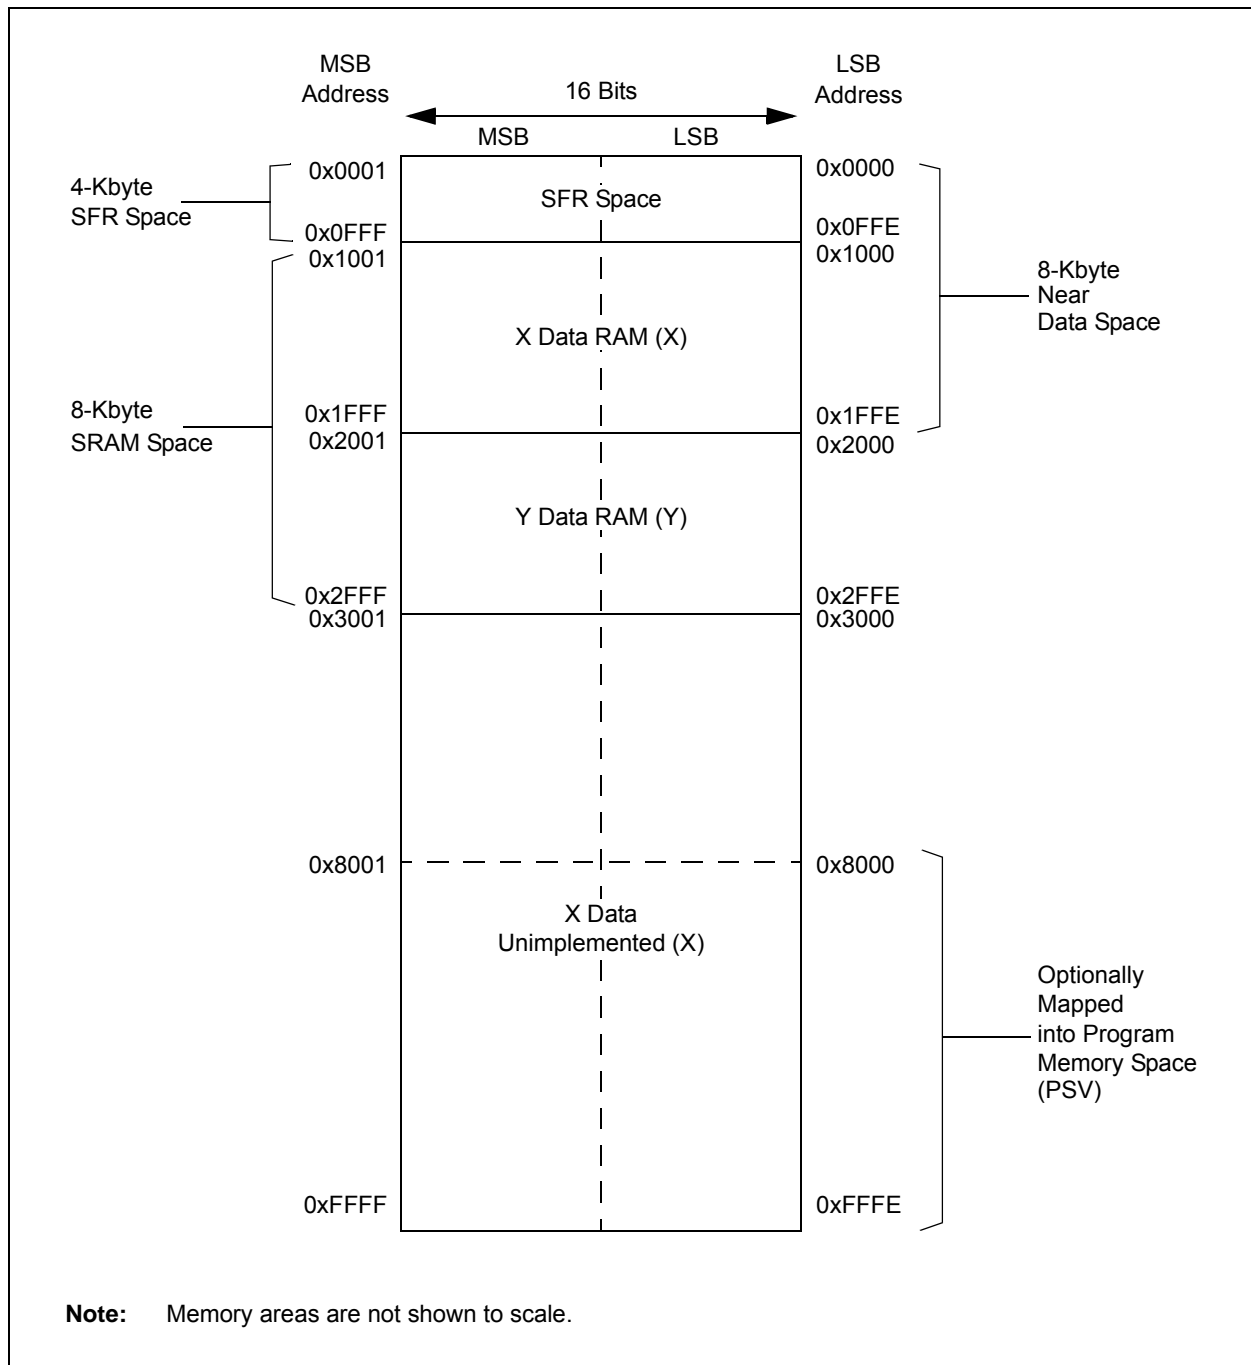 MSB
Address
LSB
Address
16 Bits
MSB
LSB
4-Kbyte
SFR Space
0x0001
0x0FFF
0x1001
SFR Space
0x0000
0x0FFE
0x1000
8-Kbyte
Near
Data Space
X Data RAM (X)
8-Kbyte
SRAM Space
0x1FFF
0x2001
0x1FFE
0x2000
Y Data RAM (Y)
0x2FFF
0x3001
0x2FFE
0x3000
0x8001
0x8000
X Data
Unimplemented (X)
Optionally
Mapped
into Program
Memory Space
(PSV)
0xFFFF
0xFFFE
Note: Memory areas are not shown to scale.